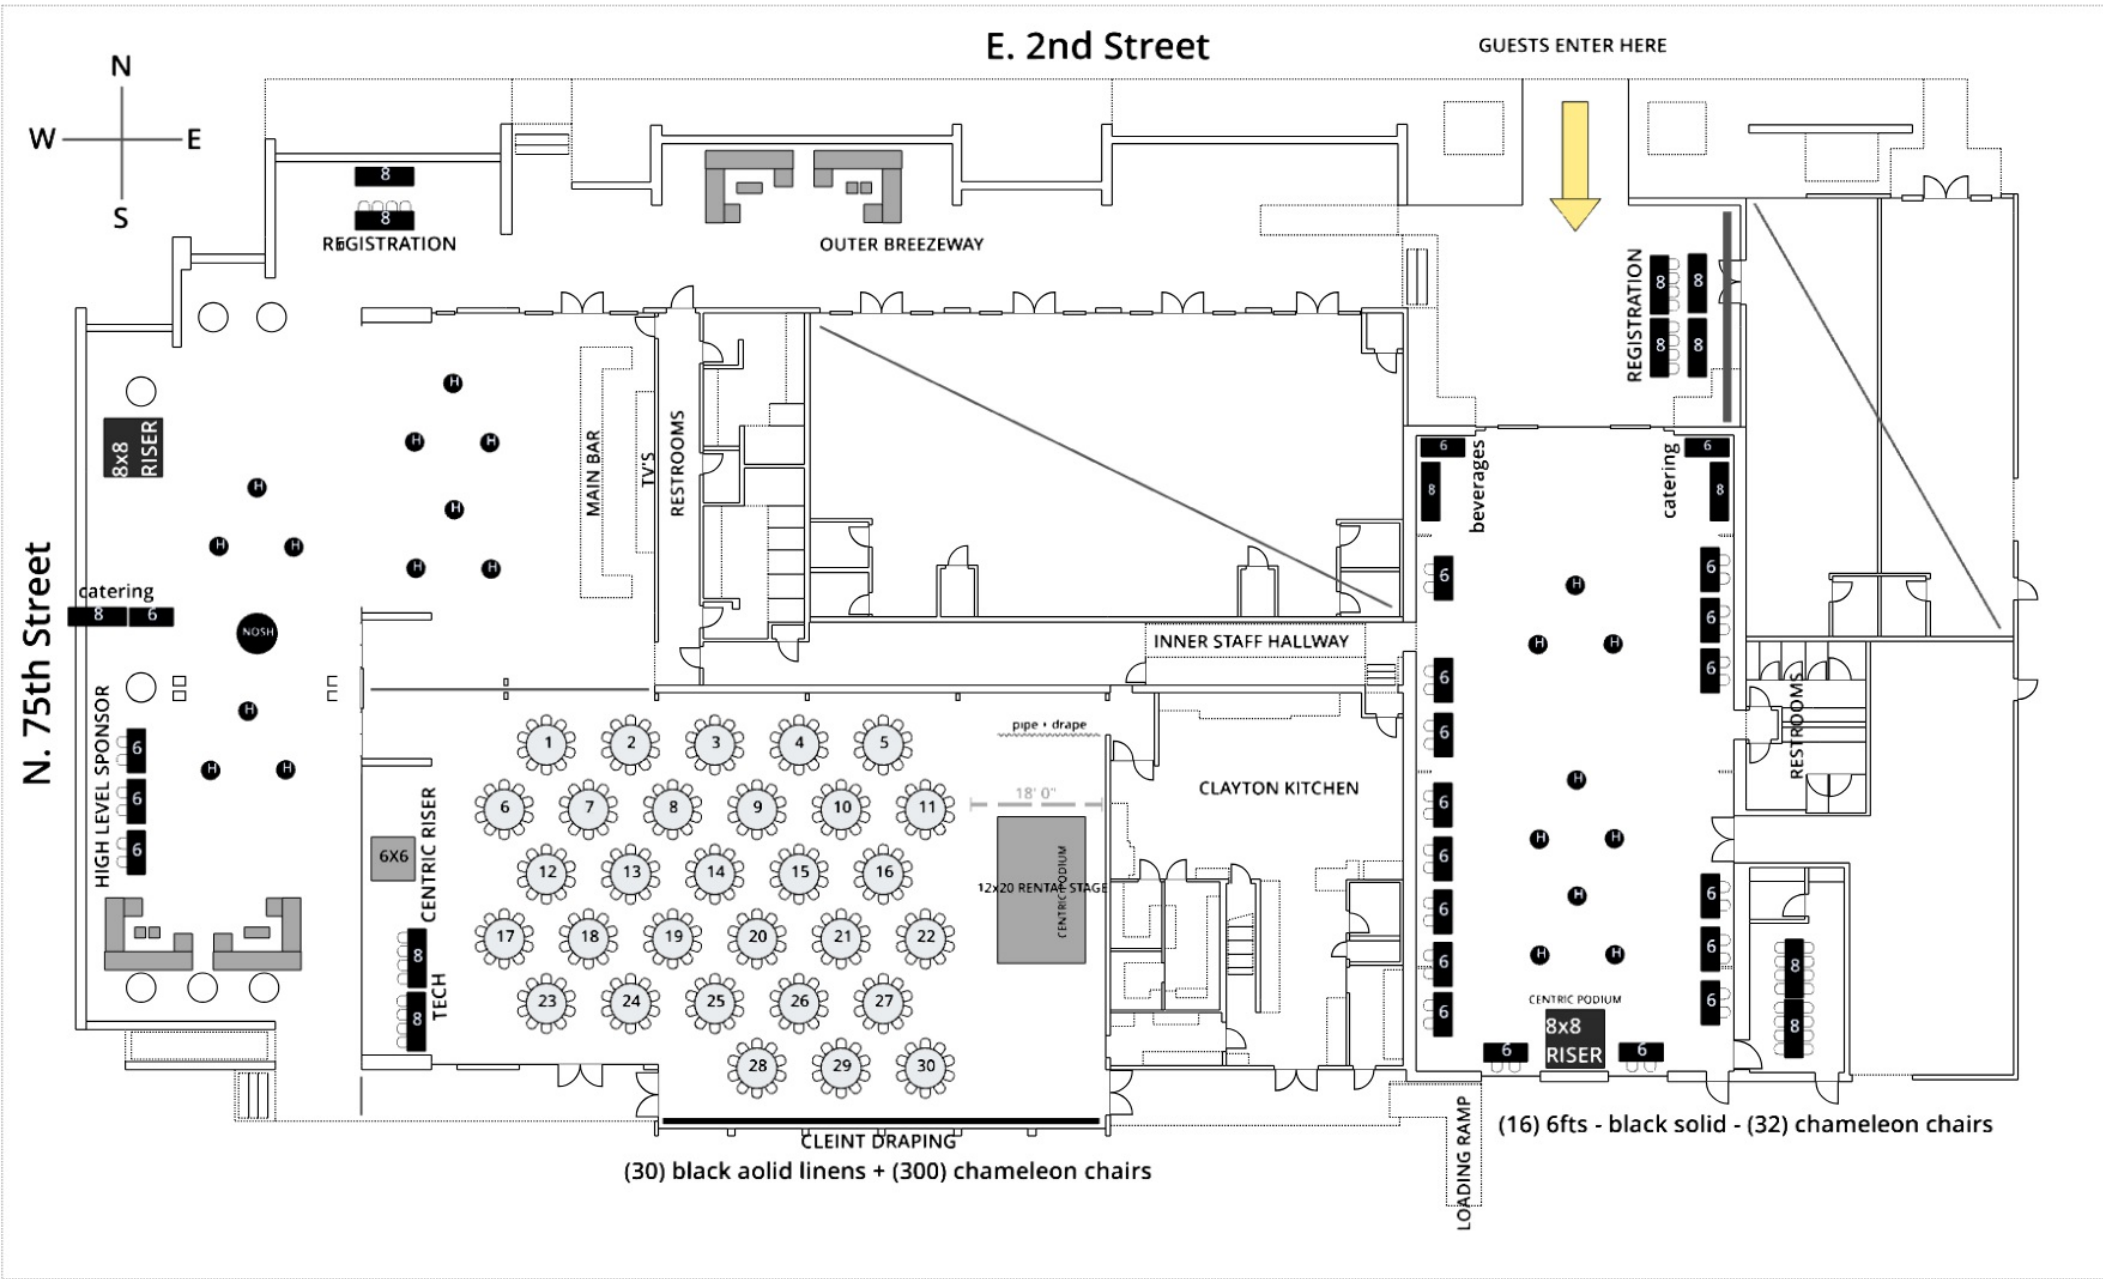 E. 2nd Street
GUESTS ENTER HERE
N
W
E
S
8
8
REGISTRATION
OUTER BREEZEWAY
REGISTRATION
8
8
8
8
8x8
RISER
H
H
H
H
H
H
H
H
H
MAIN BAR
TV'S
RESTROOMS
6
8
beverages
catering
6
8
N. 75th Street
catering
8
6
NOSH
H
H
H
INNER STAFF HALLWAY
HIGH LEVEL SPONSOR
6
6
6
6X6
CENTRIC RISER
8
8
TECH
1
2
3
4
5
6
7
8
9
10
11
12
13
14
15
16
17
18
19
20
21
22
23
24
25
26
27
28
29
30
pipe + drape
18' 0"
12x20 RENTAL STAGE
CENTRIC PODIUM
CLAYTON KITCHEN
6
6
6
6
6
6
6
6
6
6
6
6
6
6
H
H
H
H
H
H
H
H
H
RESTROOMS
8
8
CENTRIC PODIUM
8x8
RISER
6
6
CLEINT DRAPING
(30) black aolid linens + (300) chameleon chairs
LOADING RAMP
(16) 6fts - black solid - (32) chameleon chairs